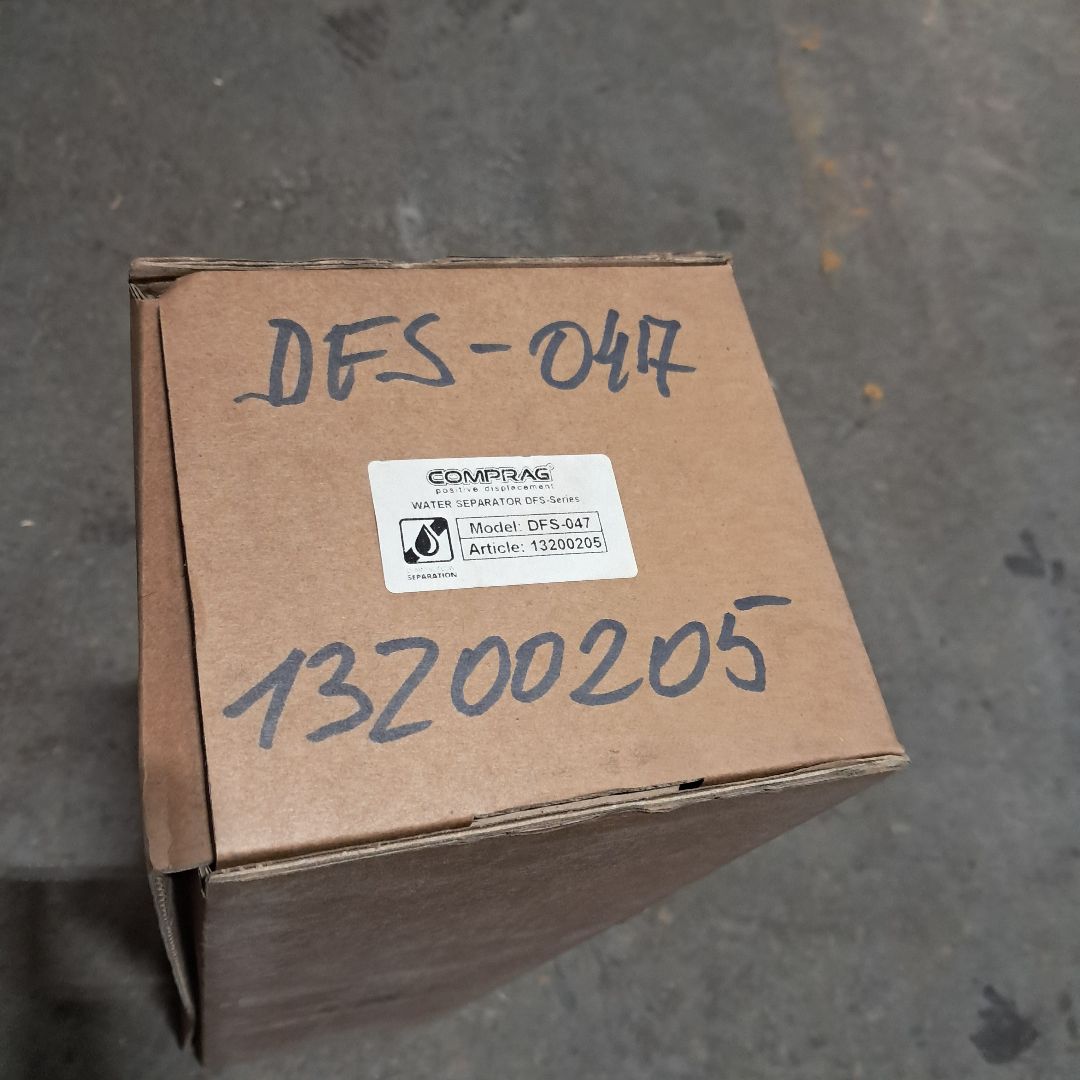 DFS-047
COMPRAG®
positive displacement
WATER SEPARATOR DFS-Series
Model: DFS-047
Article: 13200205
SEPARATION
13200205